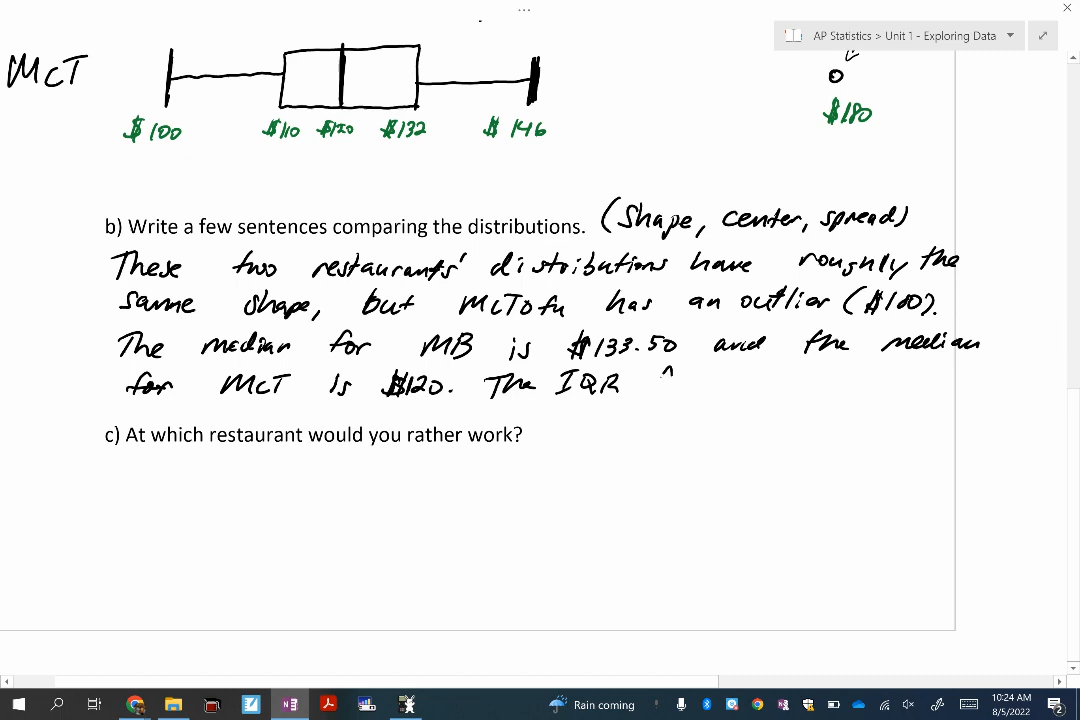 AP Statistics > Unit 1 - Exploring Data
McT
$100 $110 $120 $132 $146
$180
b) Write a few sentences comparing the distributions. (Shape, center, spread)
These two restaurants' distributions have roughly the
same shape, but McTofu has an outlier ($180).
The median for MB is $133.50 and the median
for McT is $120. The IQR
c) At which restaurant would you rather work?
Rain coming
10:24 AM
8/5/2022
2